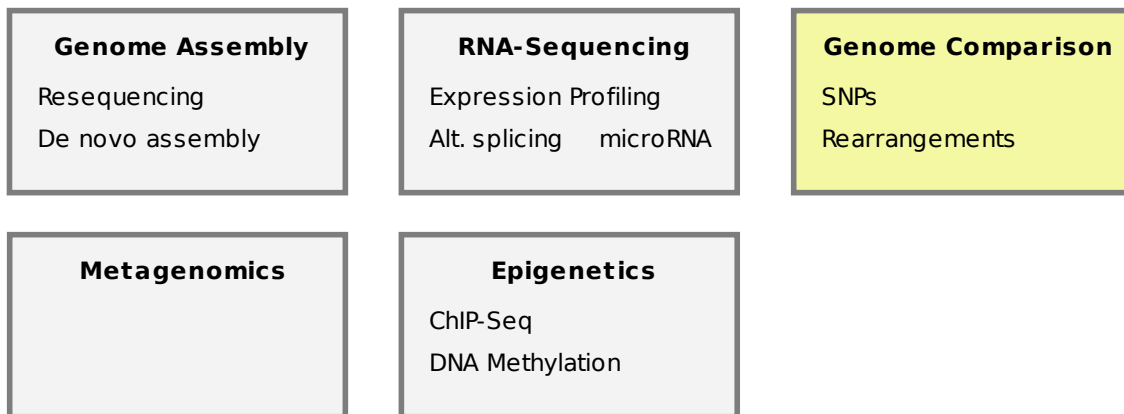 Genome Assembly
Resequencing
De novo assembly
RNA-Sequencing
Expression Profiling
Alt. splicing microRNA
Genome Comparison
SNPs
Rearrangements
Metagenomics
Epigenetics
ChIP-Seq
DNA Methylation